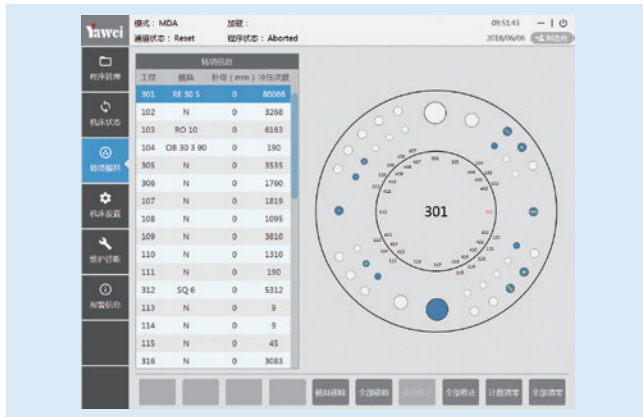 Yawei
模式： MDA
加载：
09:51:43
通道状态： Reset
程序状态： Aborted
2018/06/06
制造商
程序管理
机床状态
转塔模具
机床设置
维护诊断
报警信息
转塔信息
工位 模具 补偿 ( mm ) 冲压次数
301 RE 30 5 0 80066
102 N 0 3268
103 RO 10 0 6163
104 OB 30 3 90 0 190
305 N 0 3535
306 N 0 1760
107 N 0 1819
108 N 0 1095
109 N 0 3810
110 N 0 1310
111 N 0 190
312 SQ 6 0 5312
113 N 0 9
114 N 0 9
115 N 0 45
316 N 0 3083
301
模具移除 全部移除 全部修正 计数清零 全部清零